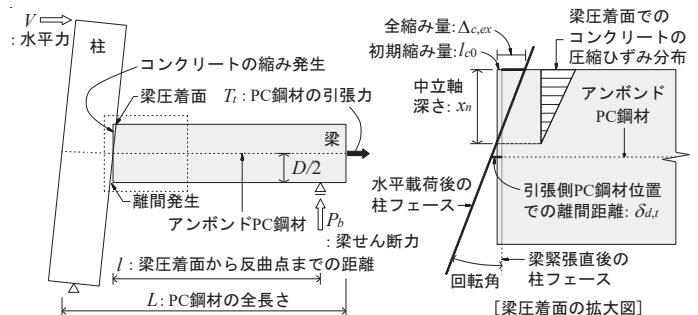 V
: 水平力
柱
コンクリートの縮み発生
梁圧着面
Tt : PC鋼材の引張力
梁
D/2
離間発生
アンボンドPC鋼材
Pb
: 梁せん断力
l : 梁圧着面から反曲点までの距離
L: PC鋼材の全長さ
全縮み量: Δc,ex
初期縮み量: lc0
梁圧着面での
コンクリートの
圧縮ひずみ分布
中立軸
深さ: xn
アンボンド
PC鋼材
水平載荷後の
柱フェース
引張側PC鋼材位置
での離間距離: δd,t
梁緊張直後の
柱フェース
回転角
[梁圧着面の拡大図]